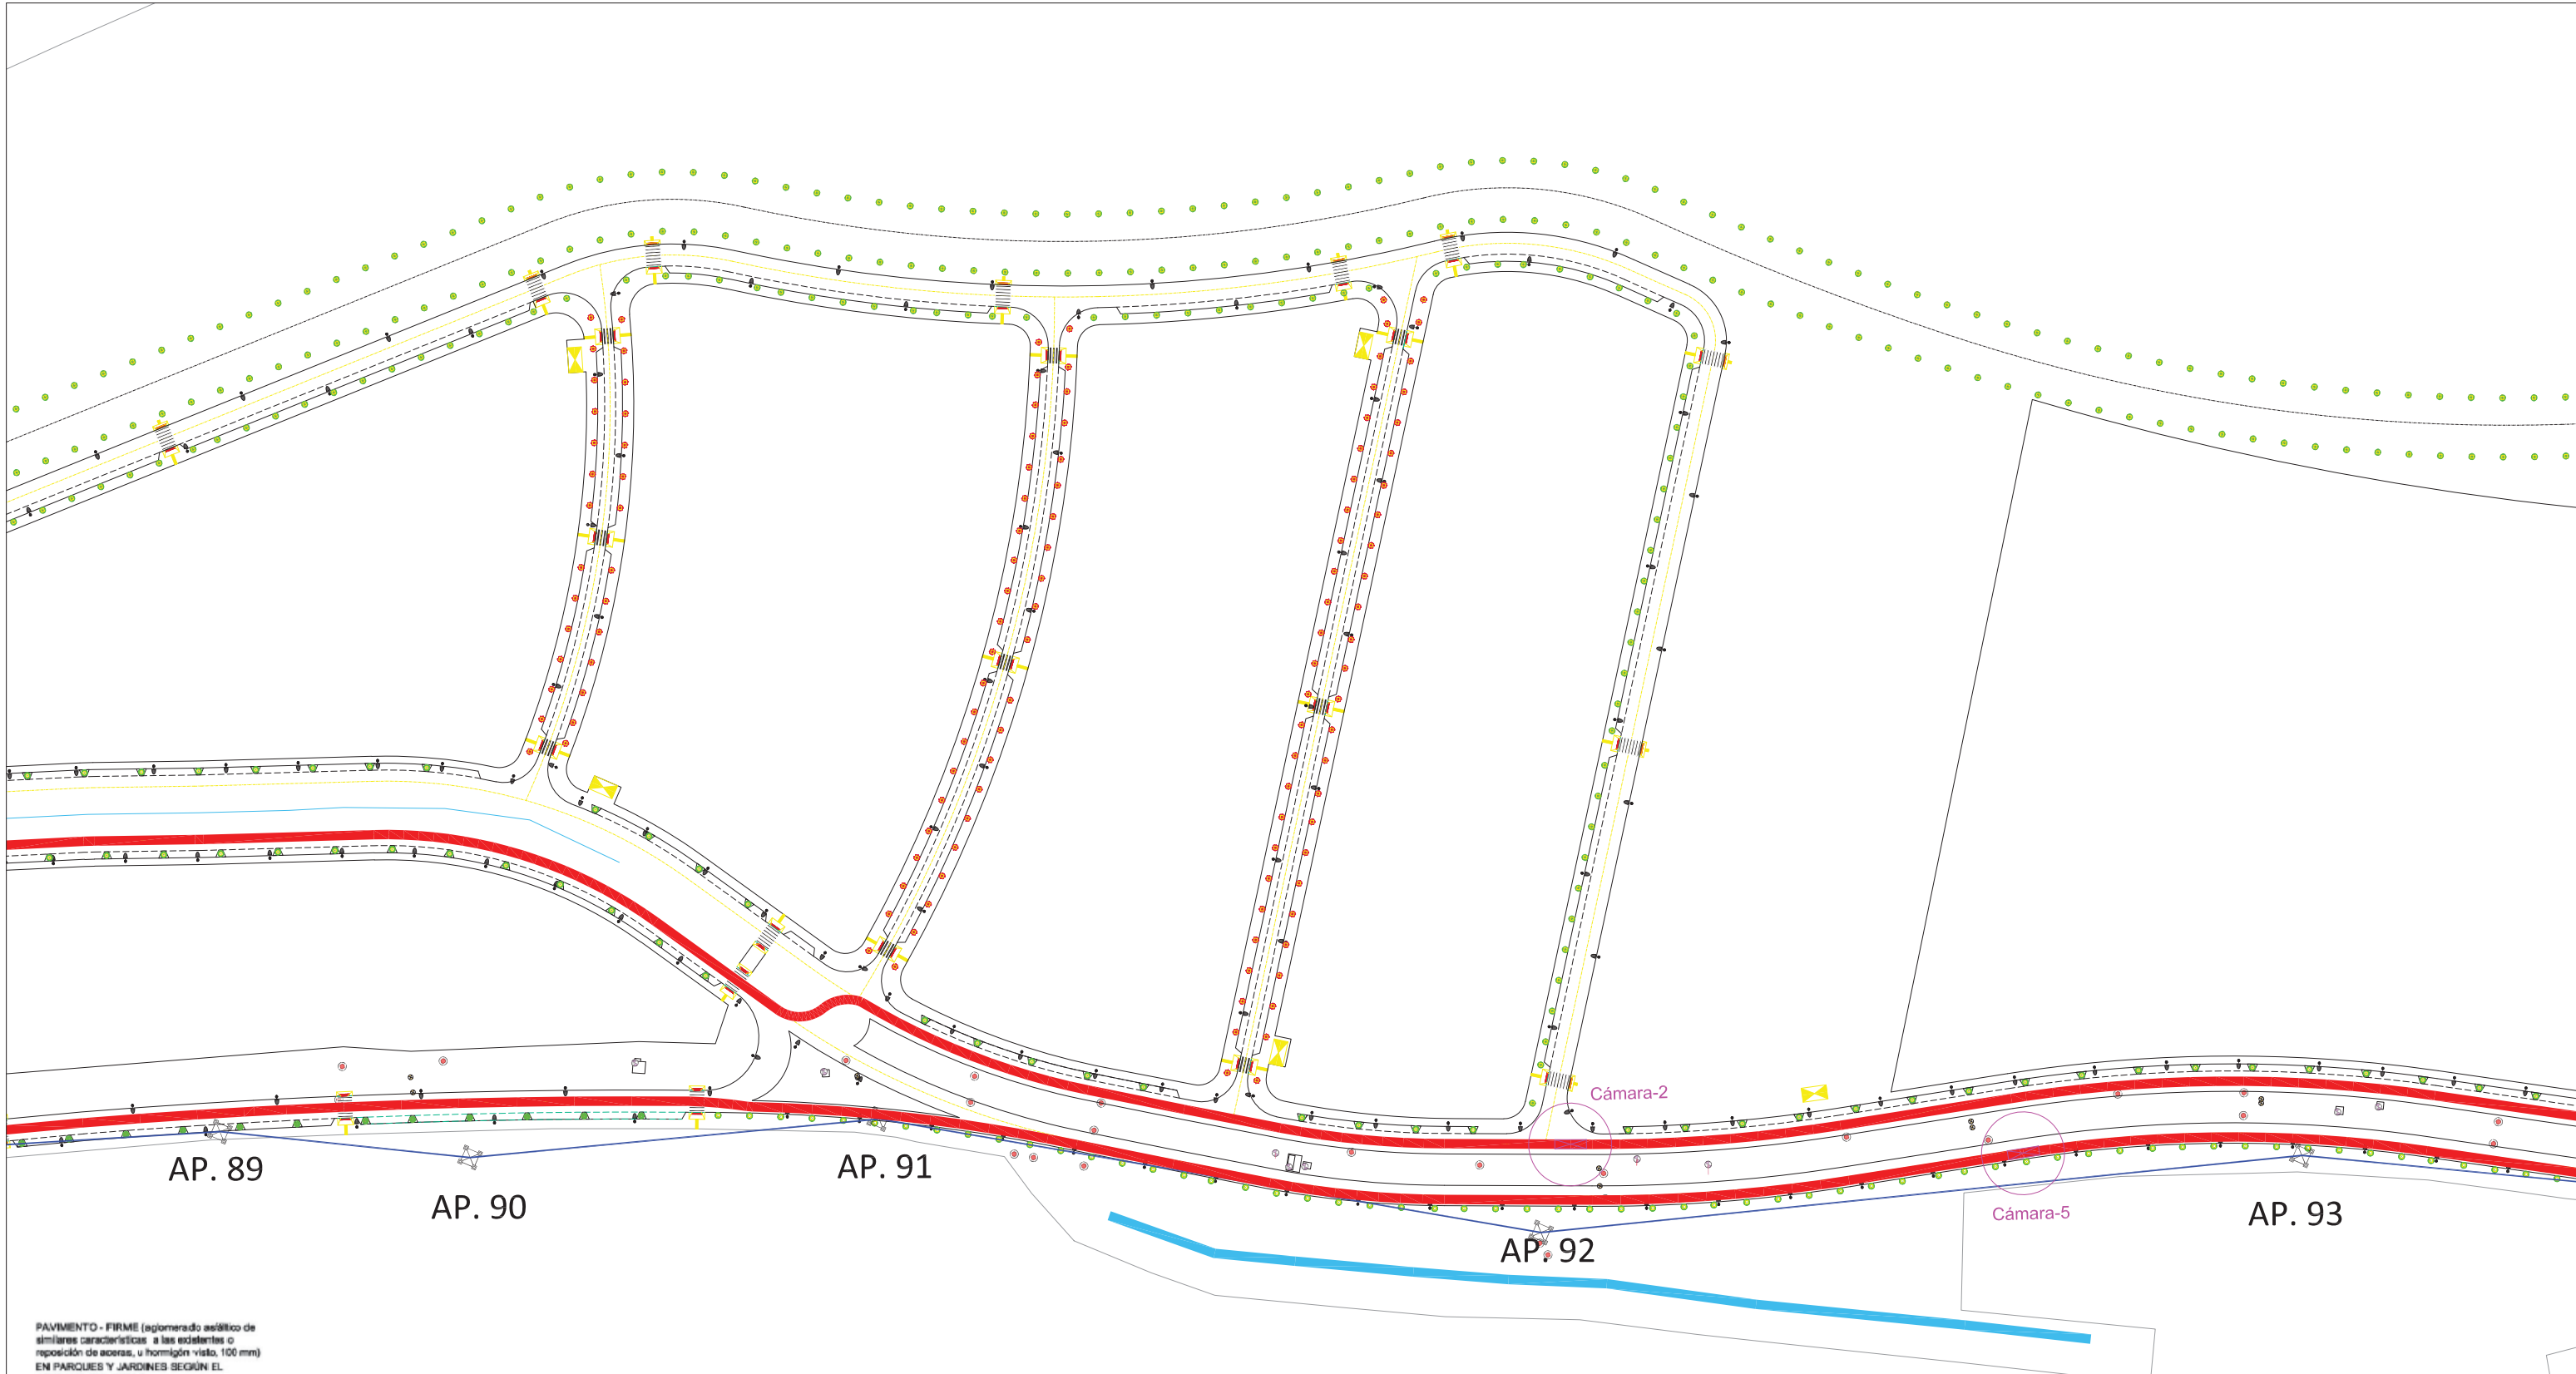 Cámara-2
AP. 89
AP. 91
AP. 90
Cámara-5
AP. 93
AP. 92
PAVIMENTO - FIRME (aglomerado asfáltico de
similares características a las existentes o
reposición de aceras, u hormigón visto, 100 mm)
EN PARQUES Y JARDINES SEGÚN EL